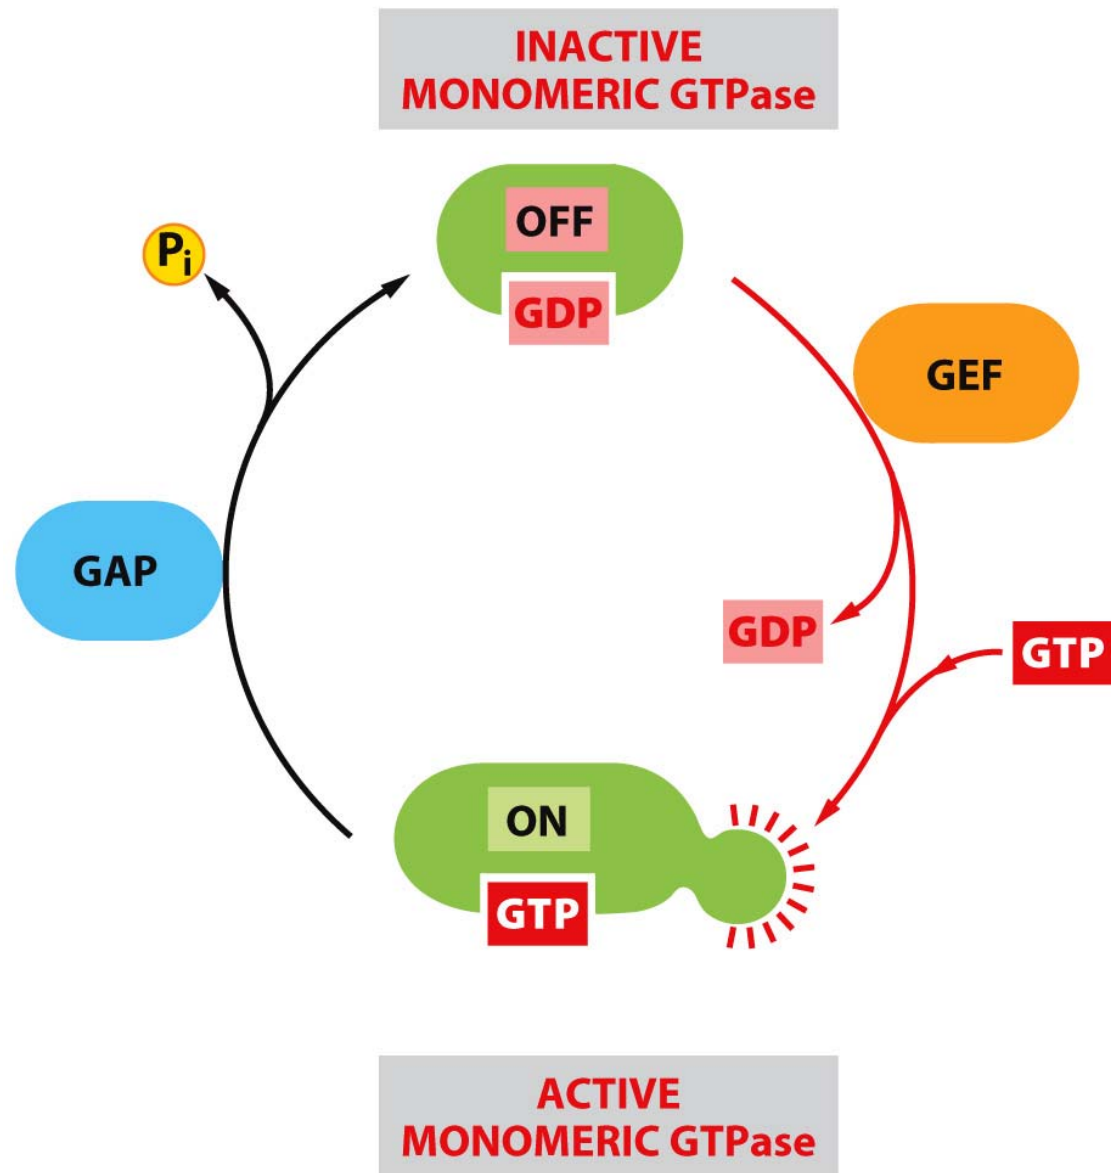 INACTIVE
MONOMERIC GTPase
OFF
Pi
GDP
GEF
GAP
GDP
GTP
ON
GTP
ACTIVE
MONOMERIC GTPase